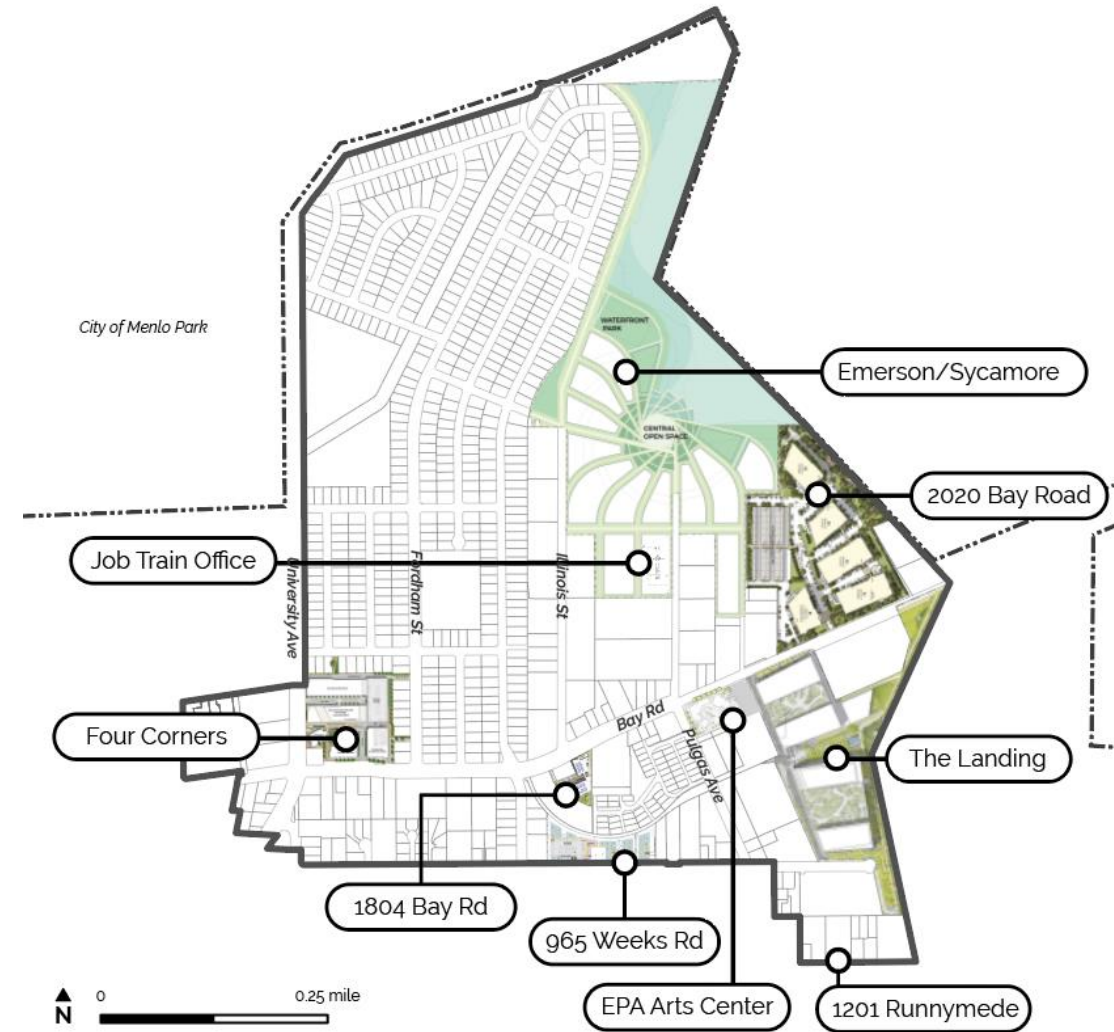 City of Menlo Park
WATERFRONT
PARK
Emerson/Sycamore
CENTRAL
OPEN SPACE
2020 Bay Road
Job Train Office
University Ave
Fordham St
Illinois St
Bay Rd
Pulgas Ave
Four Corners
The Landing
1804 Bay Rd
965 Weeks Rd
EPA Arts Center
1201 Runnymede
N
0
0.25 mile